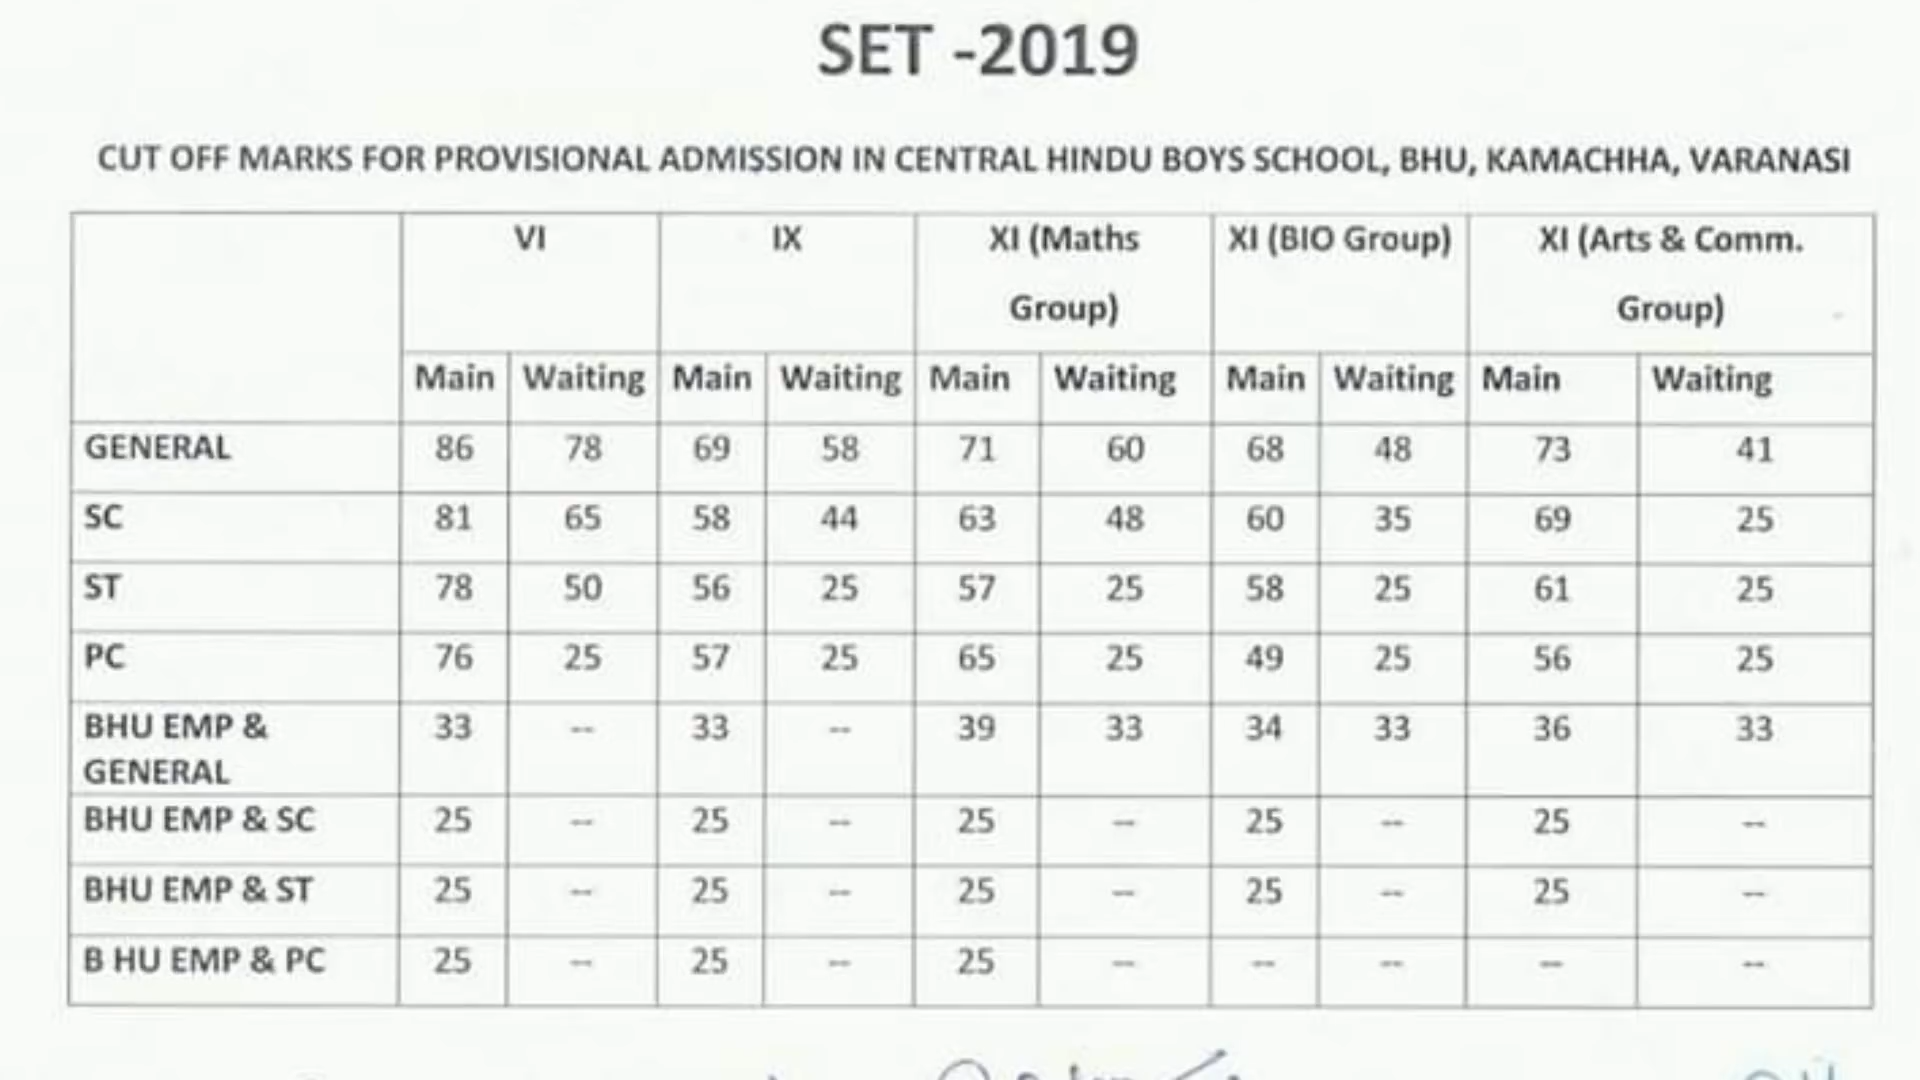 SET -2019
CUT OFF MARKS FOR PROVISIONAL ADMISSION IN CENTRAL HINDU BOYS SCHOOL, BHU, KAMACHHA, VARANASI
VI IX XI (Maths Group) XI (BIO Group) XI (Arts & Comm. Group)
Main Waiting Main Waiting Main Waiting Main Waiting Main Waiting
GENERAL 86 78 69 58 71 60 68 48 73 41
SC 81 65 58 44 63 48 60 35 69 25
ST 78 50 56 25 57 25 58 25 61 25
PC 76 25 57 25 65 25 49 25 56 25
BHU EMP & GENERAL 33 -- 33 -- 39 33 34 33 36 33
BHU EMP & SC 25 -- 25 -- 25 -- 25 -- 25 --
BHU EMP & ST 25 -- 25 -- 25 -- 25 -- 25 --
B HU EMP & PC 25 -- 25 -- 25 -- -- -- -- --